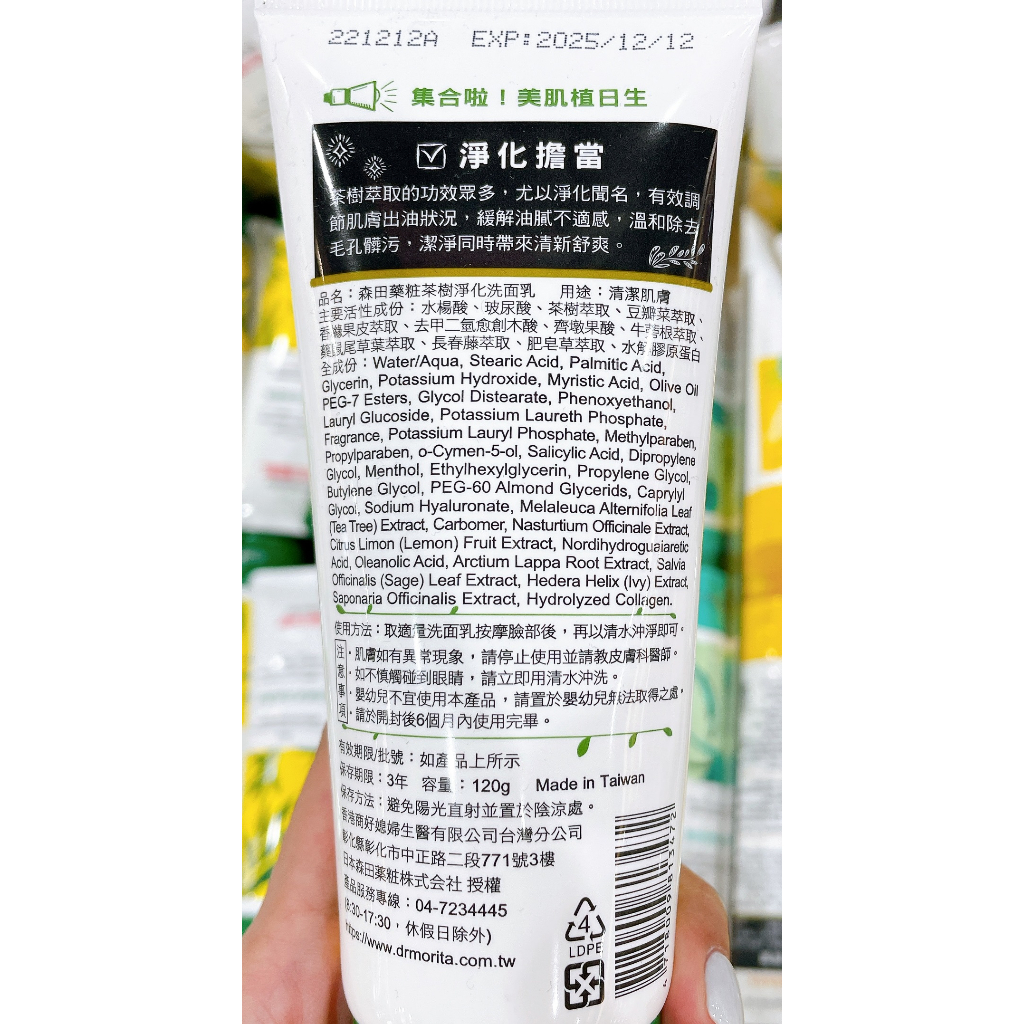 221212A EXP:2025/12/12
集合啦！美肌植日生
淨化擔當
茶樹萃取的功效眾多，尤以淨化聞名，有效調
節肌膚出油狀況，緩解油膩不適感，溫和除去
毛孔髒污，潔淨同時帶來清新舒爽。
品名：森田藥粧茶樹淨化洗面乳 用途：清潔肌膚
主要活性成份：水楊酸、玻尿酸、茶樹萃取、豆瓣菜萃取、
香檸果皮萃取、去甲二氫愈創木酸、齊墩果酸、牛蒡根萃取、
藥鼠尾草葉萃取、長春藤萃取、肥皂草萃取、水解膠原蛋白
全成份：Water/Aqua, Stearic Acid, Palmitic Acid,
Glycerin, Potassium Hydroxide, Myristic Acid, Olive Oil
PEG-7 Esters, Glycol Distearate, Phenoxyethanol,
Lauryl Glucoside, Potassium Laureth Phosphate,
Fragrance, Potassium Lauryl Phosphate, Methylparaben,
Propylparaben, o-Cymen-5-ol, Salicylic Acid, Dipropylene
Glycol, Menthol, Ethylhexylglycerin, Propylene Glycol,
Butylene Glycol, PEG-60 Almond Glycerids, Caprylyl
Glycol, Sodium Hyaluronate, Melaleuca Alternifolia Leaf
(Tea Tree) Extract, Carbomer, Nasturtium Officinale Extract,
Citrus Limon (Lemon) Fruit Extract, Nordihydroguaiaretic
Acid, Oleanolic Acid, Arctium Lappa Root Extract, Salvia
Officinalis (Sage) Leaf Extract, Hedera Helix (Ivy) Extract,
Saponaria Officinalis Extract, Hydrolyzed Collagen.
使用方法：取適量洗面乳按摩臉部後，再以清水沖淨即可。
注意事項
・肌膚如有異常現象，請停止使用並請教皮膚科醫師。
・如不慎觸碰到眼睛，請立即用清水沖洗。
・嬰幼兒不宜使用本產品，請置於嬰幼兒無法取得之處。
・請於開封後6個月內使用完畢。
有效期限/批號：如產品上所示
保存期限：3年 容量：120g Made in Taiwan
保存方法：避免陽光直射並置於陰涼處。
香港商好媳婦生醫有限公司台灣分公司
彰化縣彰化市中正路二段771號3樓
日本森田薬粧株式会社 授權
產品服務專線：04-7234445
(8:30-17:30，休假日除外)
https://www.drmorita.com.tw
4
LDPE